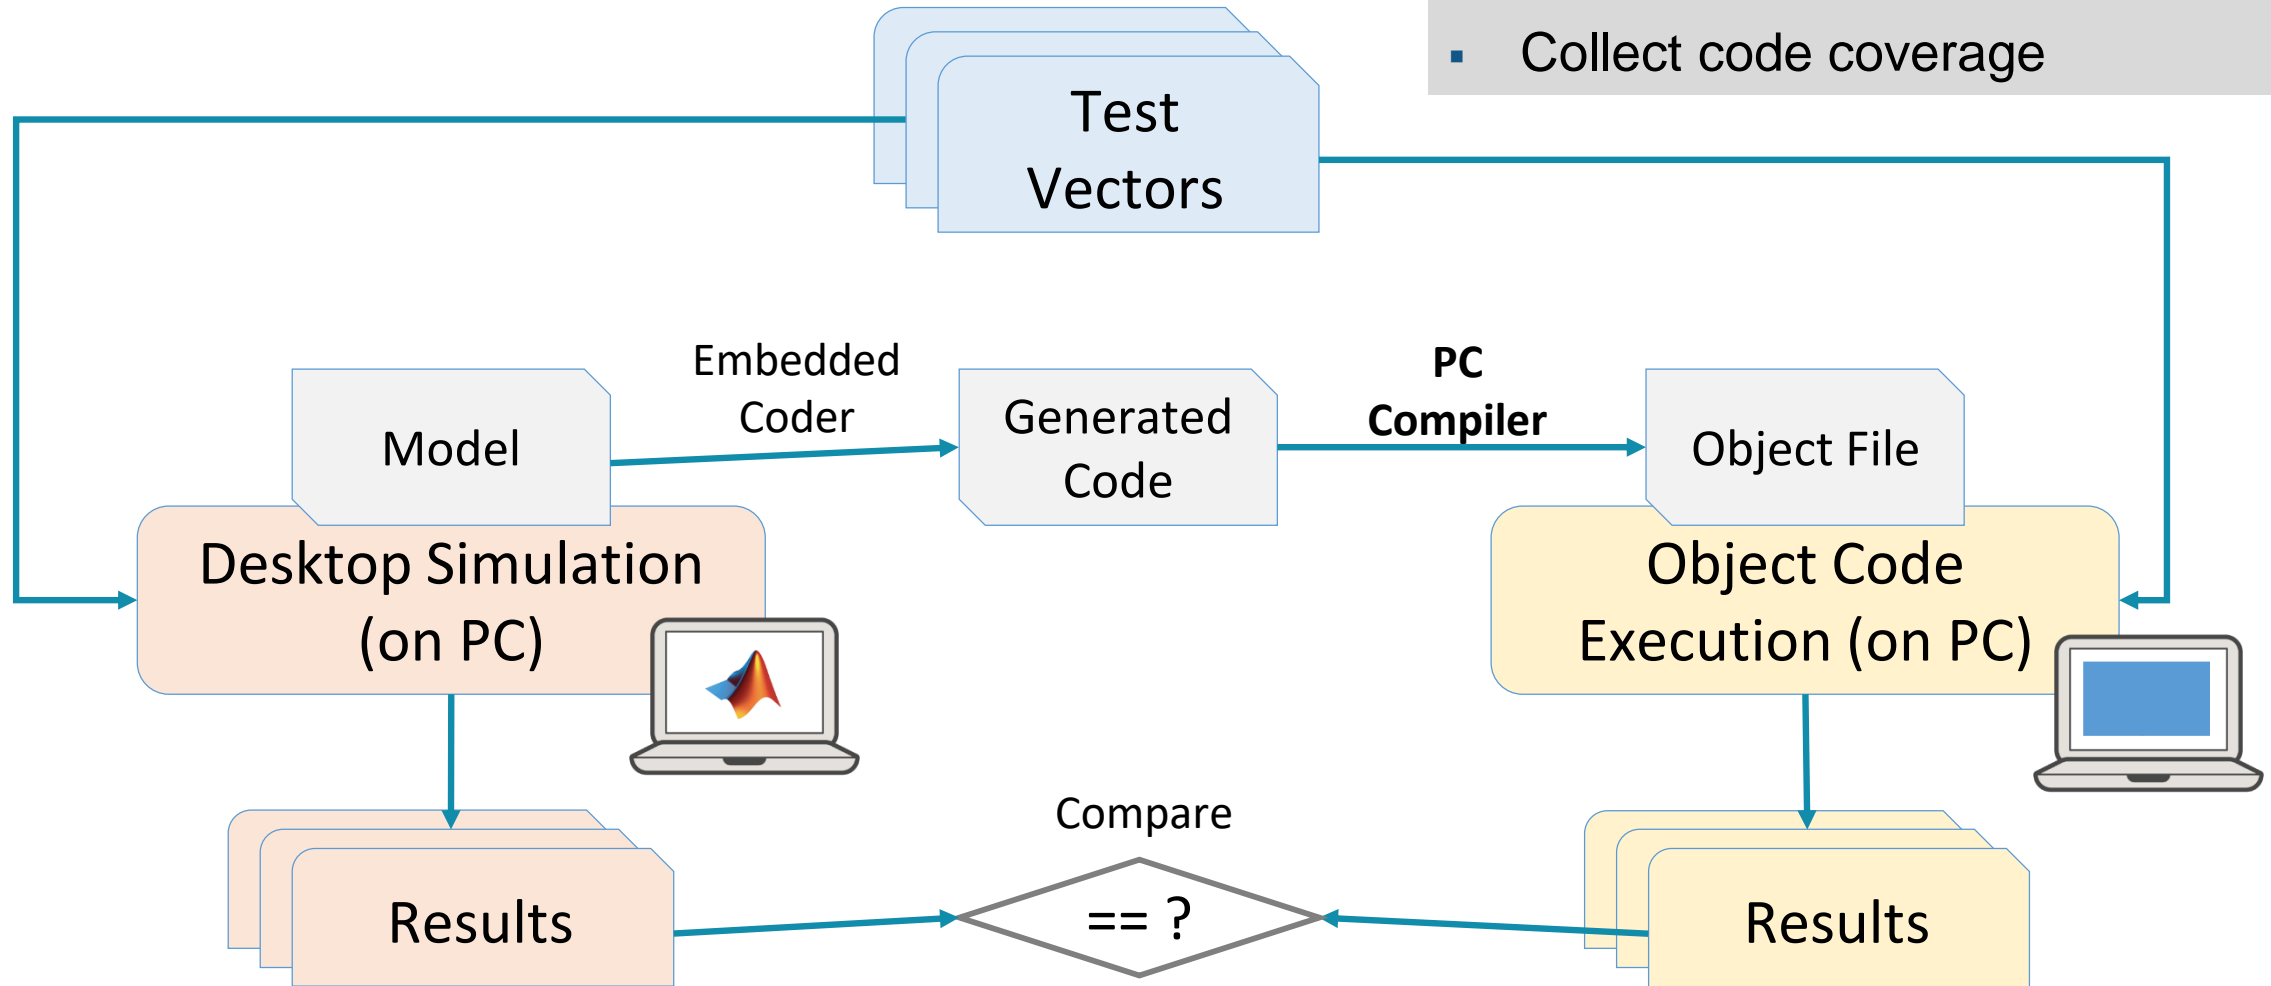 Collect code coverage
Test
Vectors
Embedded
Coder
PC
Compiler
Model
Generated
Code
Object File
Desktop Simulation
(on PC)
Object Code
Execution (on PC)
Compare
== ?
Results
Results